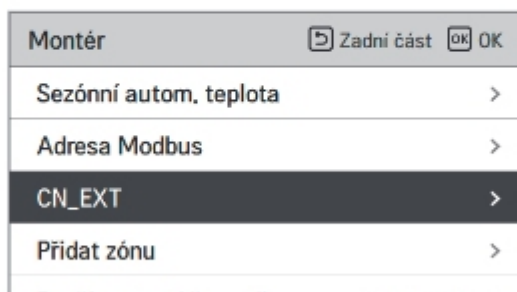 Montér Zadní část OK OK
Sezónní autom. teplota >
Adresa Modbus >
CN_EXT >
Přidat zónu >